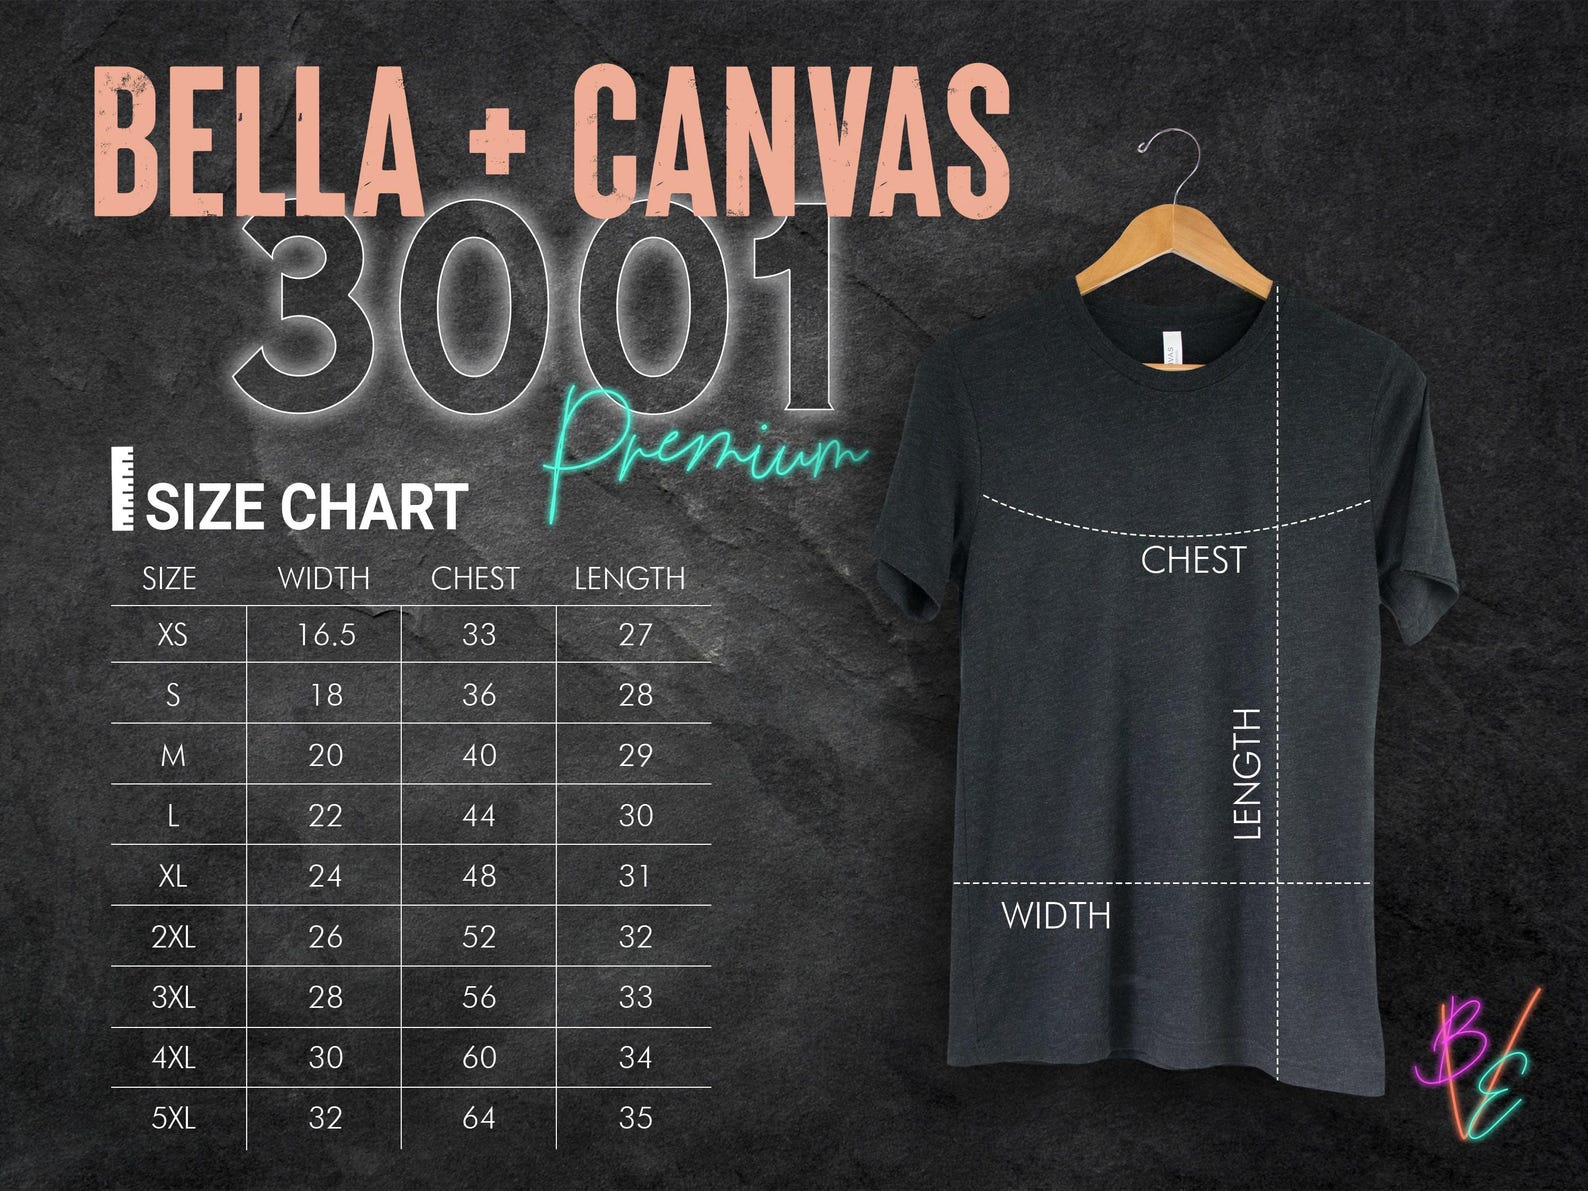 BELLA + CANVAS
3001
Premium
SIZE CHART
SIZE WIDTH CHEST LENGTH
XS 16.5 33 27
S 18 36 28
M 20 40 29
L 22 44 30
XL 24 48 31
2XL 26 52 32
3XL 28 56 33
4XL 30 60 34
5XL 32 64 35
VAS
CHEST
LENGTH
WIDTH
B
E